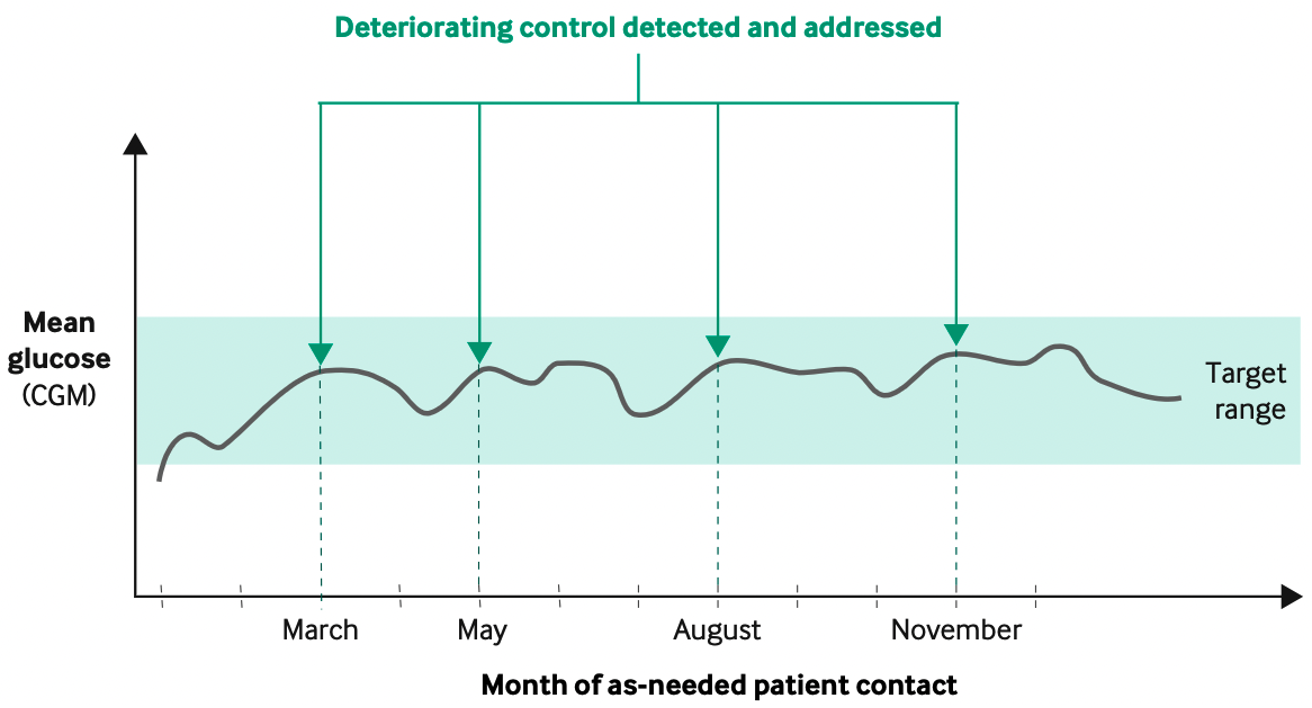 Deteriorating control detected and addressed
Mean
glucose
(CGM)
Target
range
March
May
August
November
Month of as-needed patient contact